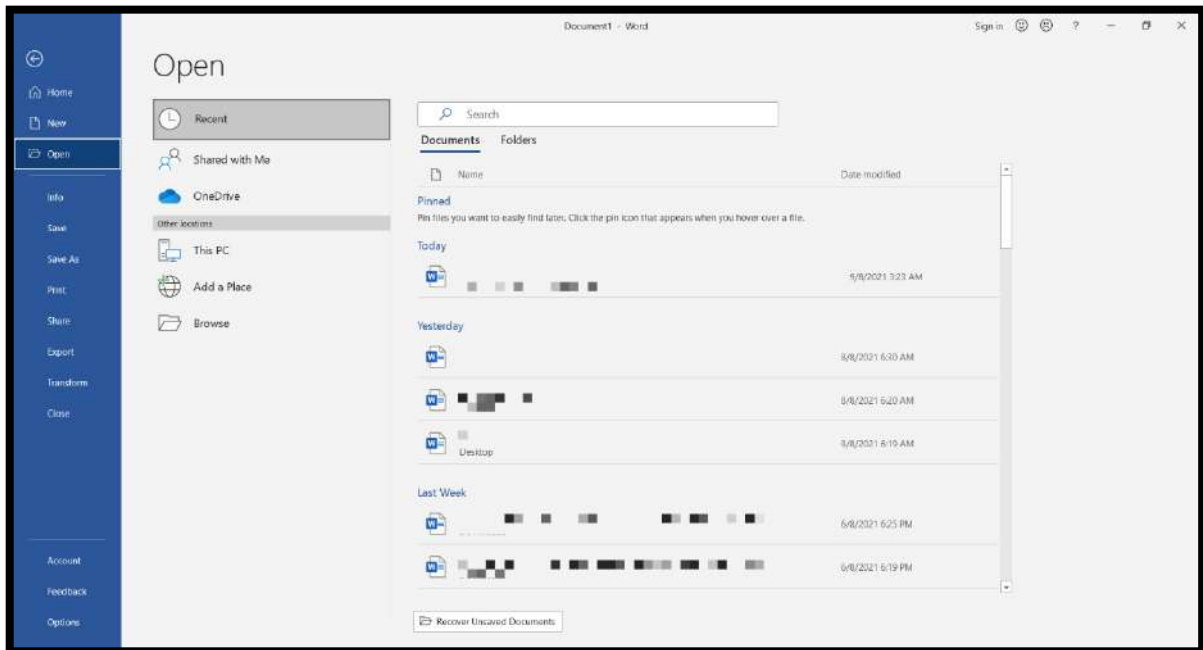 Document1 - Word
Sign in
?
Home
New
Open
Info
Save
Save As
Print
Share
Export
Transform
Close
Account
Feedback
Options
Open
Recent
Shared with Me
OneDrive
Other locations
This PC
Add a Place
Browse
Search
Documents Folders
Name Date modified
Pinned
Pin files you want to easily find later. Click the pin icon that appears when you hover over a file.
Today
9/8/2021 3:23 AM
Yesterday
8/8/2021 6:30 AM
8/8/2021 6:20 AM
Desktop
8/8/2021 6:19 AM
Last Week
6/8/2021 6:25 PM
6/8/2021 6:19 PM
Recover Unsaved Documents